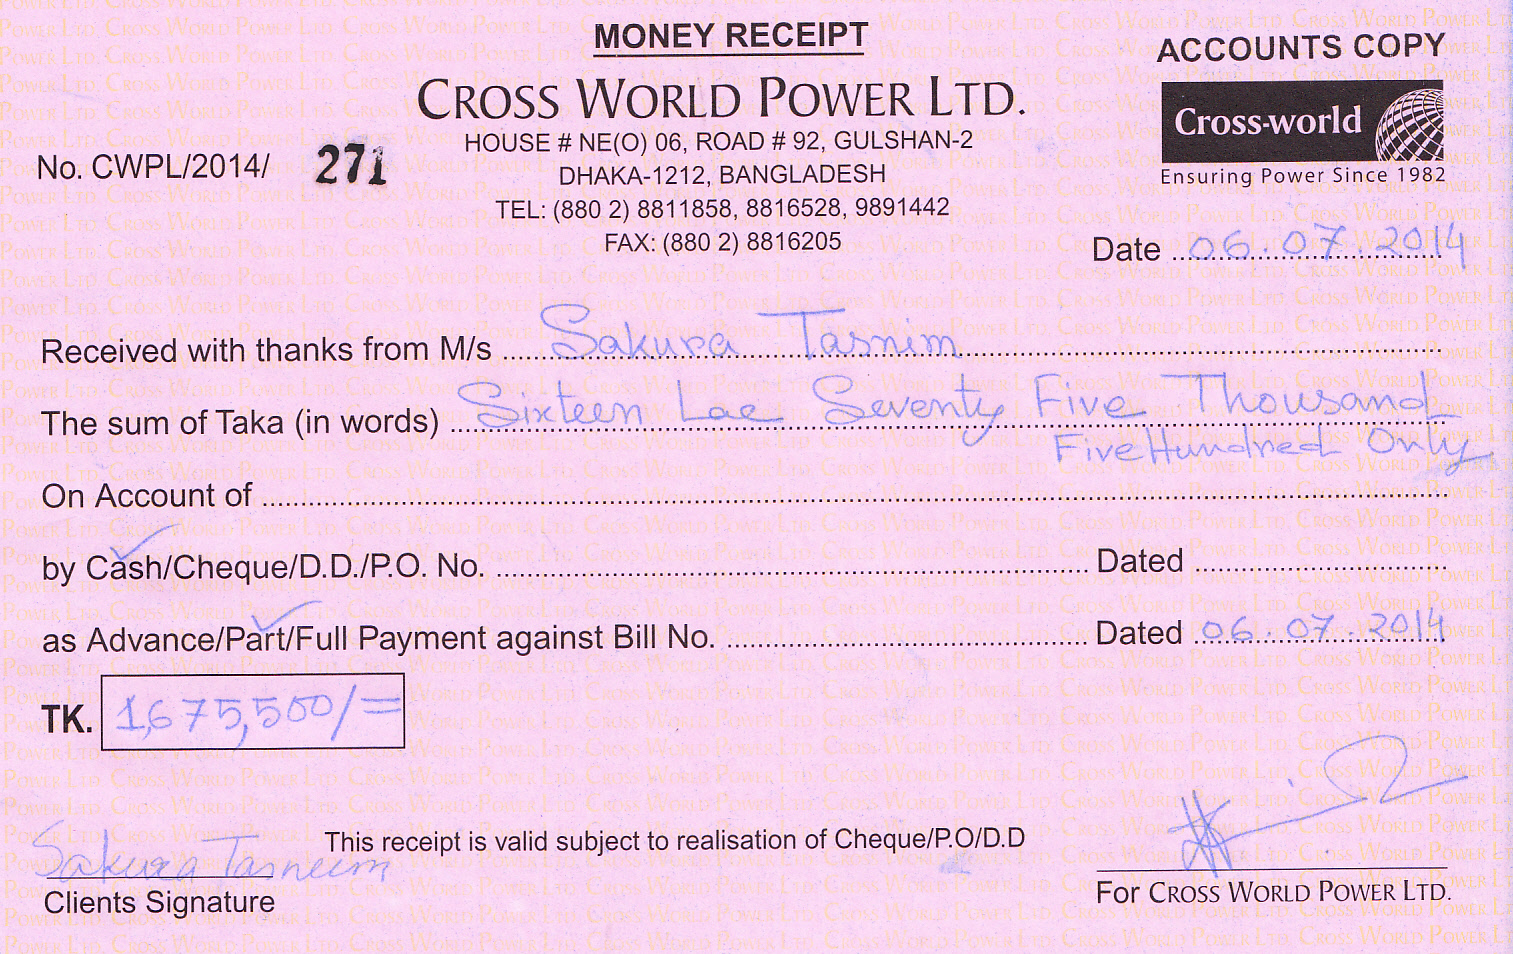 MONEY RECEIPT
ACCOUNTS COPY
CROSS WORLD POWER LTD.
Cross-world
Ensuring Power Since 1982
HOUSE # NE(O) 06, ROAD # 92, GULSHAN-2
DHAKA-1212, BANGLADESH
TEL: (880 2) 8811858, 8816528, 9891442
FAX: (880 2) 8816205
No. CWPL/2014/ 271
Date 06.07.2014
Received with thanks from M/s Sakura Tasnim
The sum of Taka (in words) Sixteen Lac Seventy Five Thousand
Five Hundred Only
On Account of
by Cash/Cheque/D.D./P.O. No. Dated
as Advance/Part/Full Payment against Bill No. Dated 06.07.2014
TK. 1,675,500/=
This receipt is valid subject to realisation of Cheque/P.O/D.D
Sakura Tasneem
Clients Signature
For CROSS WORLD POWER LTD.